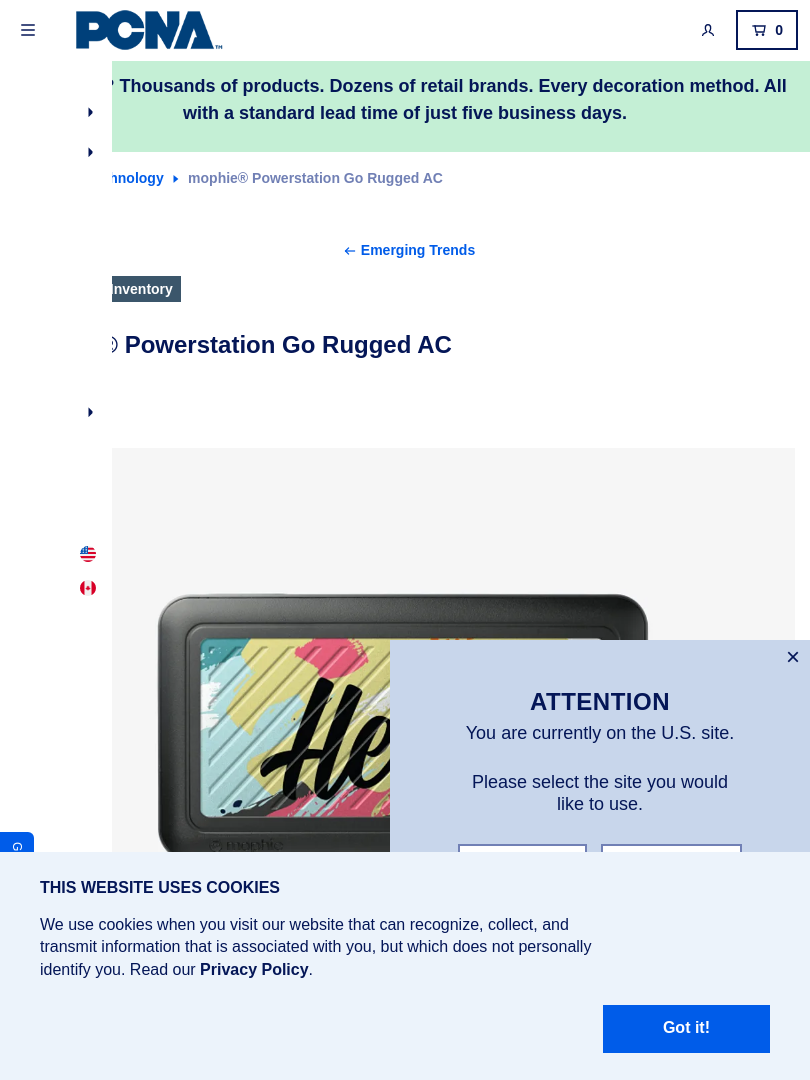 PCNA™
0
Thousands of products. Dozens of retail brands. Every decoration method. All
with a standard lead time of just five business days.
mophie® Powerstation Go Rugged AC
Emerging Trends
Inventory
® Powerstation Go Rugged AC
mophie
ATTENTION
You are currently on the U.S. site.
Please select the site you would
like to use.
G
THIS WEBSITE USES COOKIES
We use cookies when you visit our website that can recognize, collect, and
transmit information that is associated with you, but which does not personally
identify you. Read our Privacy Policy.
Got it!